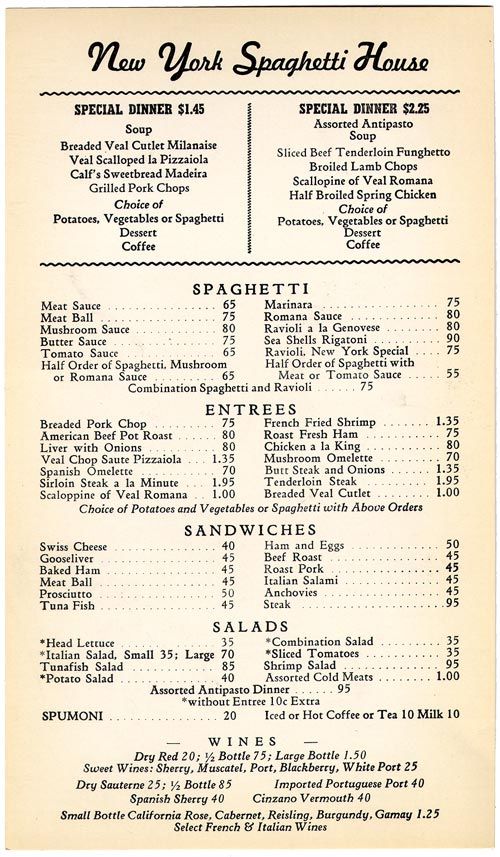 New York Spaghetti House
SPECIAL DINNER $1.45
Soup
Breaded Veal Cutlet Milanaise
Veal Scalloped la Pizzaiola
Calf's Sweetbread Madeira
Grilled Pork Chops
Choice of
Potatoes, Vegetables or Spaghetti
Dessert
Coffee
SPECIAL DINNER $2.25
Assorted Antipasto
Soup
Sliced Beef Tenderloin Funghetto
Broiled Lamb Chops
Scallopine of Veal Romana
Half Broiled Spring Chicken
Choice of
Potatoes, Vegetables or Spaghetti
Dessert
Coffee
SPAGHETTI
Meat Sauce . . . . . . . . . . . 65
Meat Ball . . . . . . . . . . . 75
Mushroom Sauce . . . . . . . . 80
Butter Sauce . . . . . . . . . . 75
Tomato Sauce . . . . . . . . . 65
Half Order of Spaghetti, Mushroom
or Romana Sauce . . . . . . . 65
Marinara . . . . . . . . . . . 75
Romana Sauce . . . . . . . . . 80
Ravioli a la Genovese . . . . . . 80
Sea Shells Rigatoni . . . . . . . 90
Ravioli, New York Special . . . 75
Half Order of Spaghetti with
Meat or Tomato Sauce . . . . 55
Combination Spaghetti and Ravioli . . . . . . 75
ENTREES
Breaded Pork Chop . . . . . . . 75
American Beef Pot Roast . . . . . 80
Liver with Onions . . . . . . . . 80
Veal Chop Saute Pizzaiola . . . 1.35
Spanish Omelette . . . . . . . . 70
Sirloin Steak a la Minute . . . . 1.95
Scaloppine of Veal Romana . . 1.00
French Fried Shrimp . . . . . . 1.35
Roast Fresh Ham . . . . . . . . 75
Chicken a la King . . . . . . . . 80
Mushroom Omelette . . . . . . . 70
Butt Steak and Onions . . . . . 1.35
Tenderloin Steak . . . . . . . . 1.95
Breaded Veal Cutlet . . . . . . 1.00
Choice of Potatoes and Vegetables or Spaghetti with Above Orders
SANDWICHES
Swiss Cheese . . . . . . . . . . 40
Gooseliver . . . . . . . . . . . 45
Baked Ham . . . . . . . . . . . 45
Meat Ball . . . . . . . . . . . 45
Prosciutto . . . . . . . . . . . 50
Tuna Fish . . . . . . . . . . . 45
Ham and Eggs . . . . . . . . . 50
Beef Roast . . . . . . . . . . . 45
Roast Pork . . . . . . . . . . . 45
Italian Salami . . . . . . . . . . 45
Anchovies . . . . . . . . . . . 45
Steak . . . . . . . . . . . . . 95
SALADS
*Head Lettuce . . . . . . . . . . 35
*Italian Salad, Small 35; Large 70
Tunafish Salad . . . . . . . . . 85
*Potato Salad . . . . . . . . . . 40
*Combination Salad . . . . . . . 35
*Sliced Tomatoes . . . . . . . . 35
Shrimp Salad . . . . . . . . . . 95
Assorted Cold Meats . . . . . . 1.00
Assorted Antipasto Dinner . . . . . 95
*without Entree 10c Extra
SPUMONI . . . . . . . . . . . 20
Iced or Hot Coffee or Tea 10 Milk 10
— WINES —
Dry Red 20; ½ Bottle 75; Large Bottle 1.50
Sweet Wines: Sherry, Muscatel, Port, Blackberry, White Port 25
Dry Sauterne 25; ½ Bottle 85 Imported Portuguese Port 40
Spanish Sherry 40 Cinzano Vermouth 40
Small Bottle California Rose, Cabernet, Reisling, Burgundy, Gamay 1.25
Select French & Italian Wines